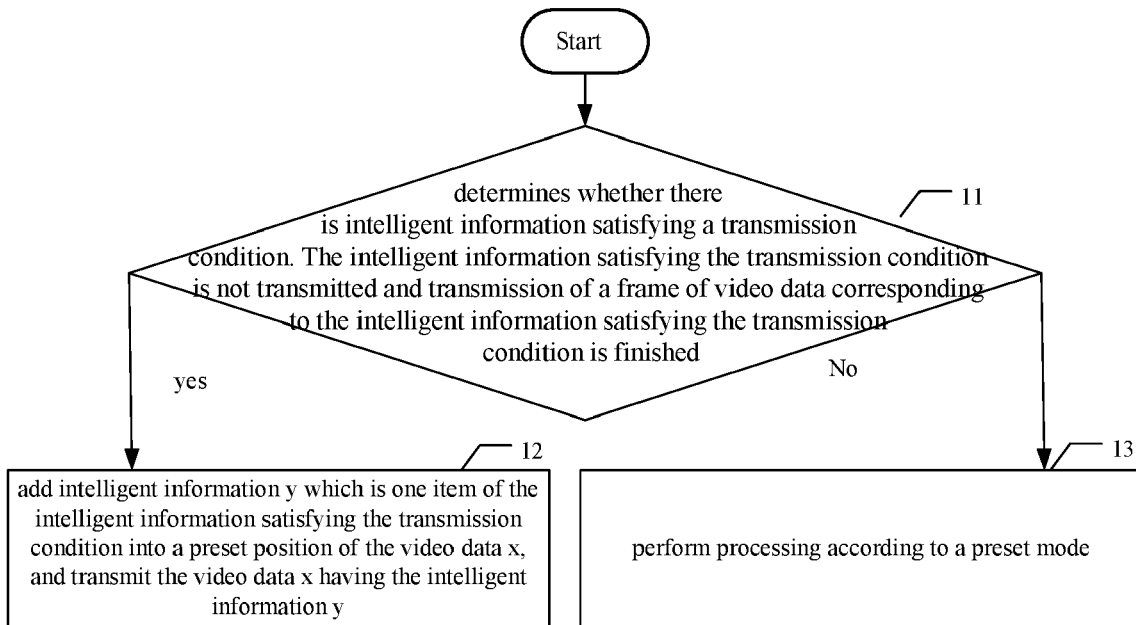 Start
determines whether there
is intelligent information satisfying a transmission
condition. The intelligent information satisfying the transmission condition
is not transmitted and transmission of a frame of video data corresponding
to the intelligent information satisfying the transmission
condition is finished
11
yes
No
12
add intelligent information y which is one item of the
intelligent information satisfying the transmission
condition into a preset position of the video data x,
and transmit the video data x having the intelligent
information y
13
perform processing according to a preset mode